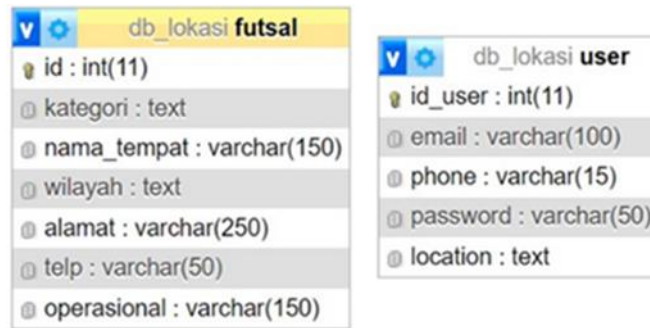 v db_lokasi futsal
id : int(11)
kategori : text
nama_tempat : varchar(150)
wilayah : text
alamat : varchar(250)
telp : varchar(50)
operasional : varchar(150)
v db_lokasi user
id_user : int(11)
email : varchar(100)
phone : varchar(15)
password : varchar(50)
location : text